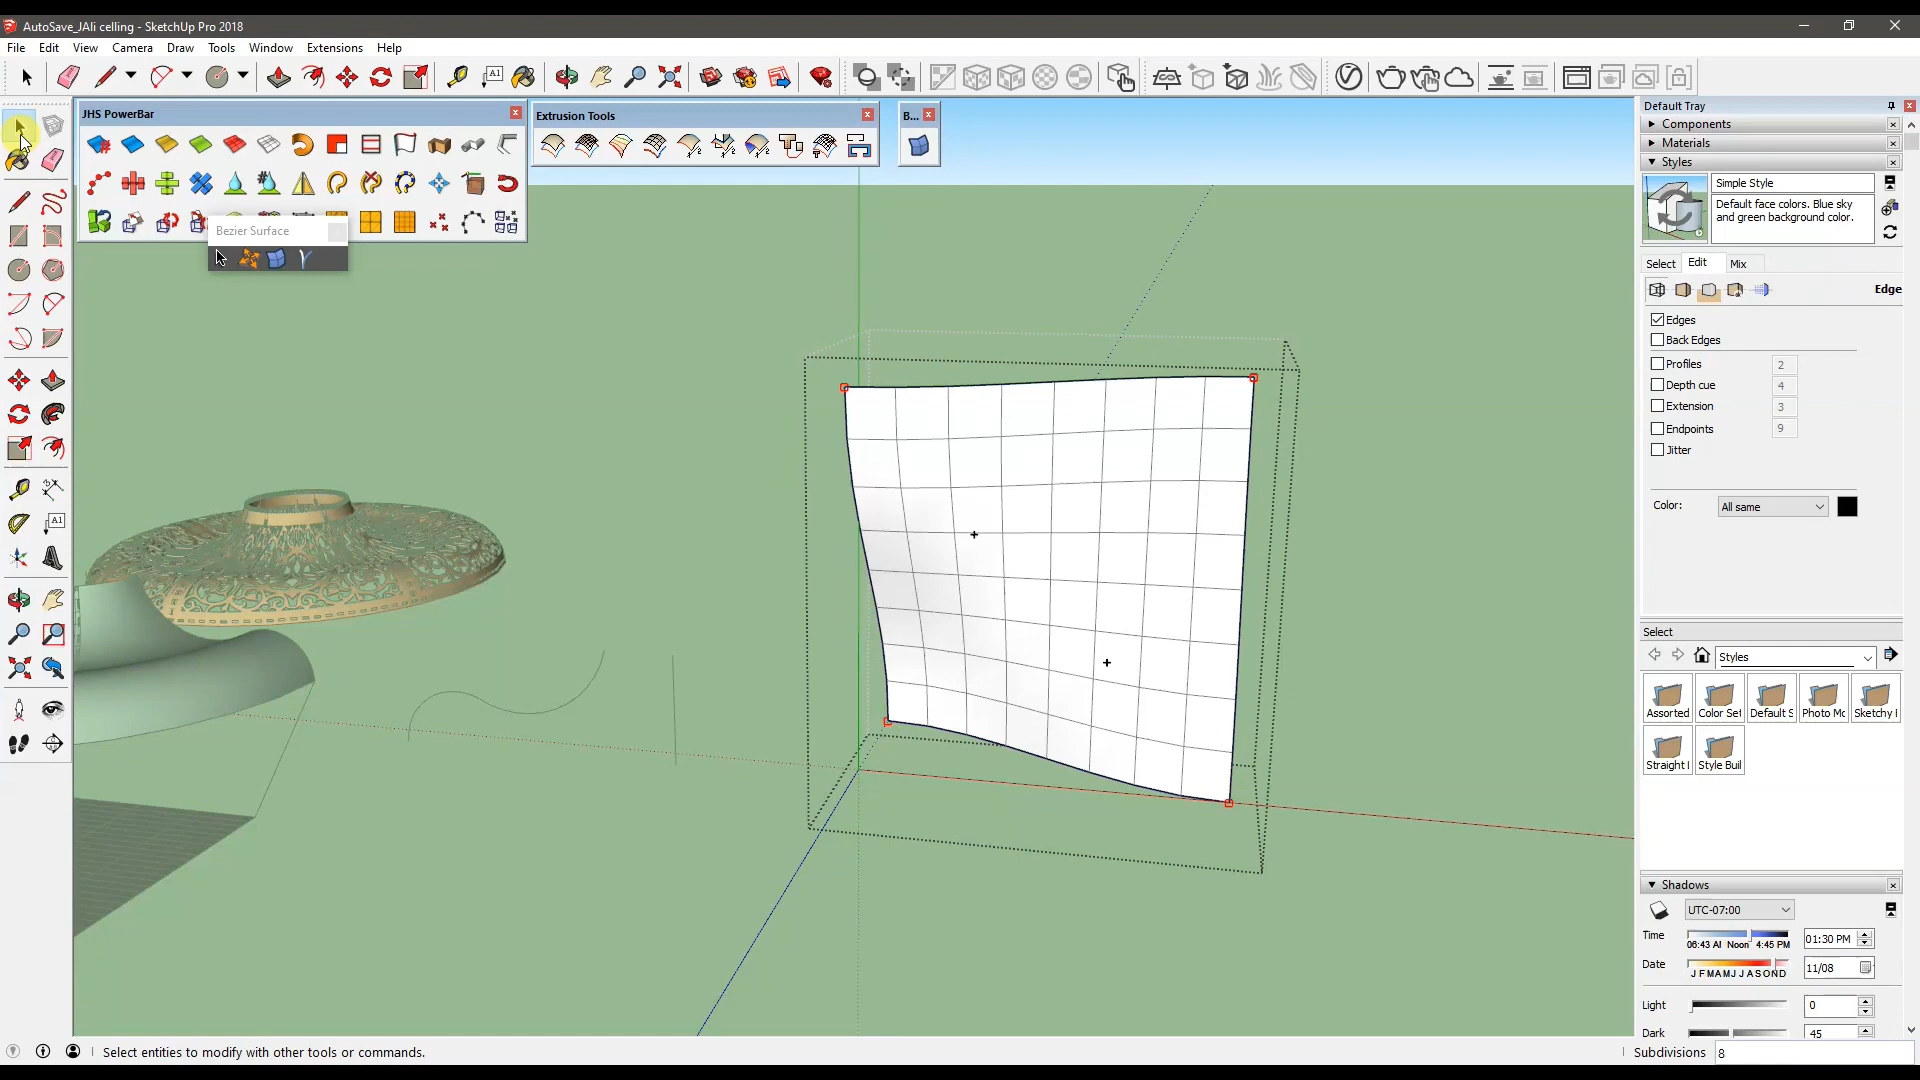 AutoSave_JAli celling - SketchUp Pro 2018
File Edit View Camera Draw Tools Window Extensions Help
JHS PowerBar
Extrusion Tools
B...
Bezier Surface
Default Tray
Components
Materials
Styles
Simple Style
Default face colors. Blue sky
and green background color.
Select Edit Mix
Edge
Edges
Back Edges
Profiles 2
Depth cue 4
Extension 3
Endpoints 9
Jitter
Color: All same
Select
Styles
Assorted Color Set Default S Photo Mo Sketchy E
Straight l Style Buil
Shadows
UTC-07:00
Time 06:43 AM Noon 4:45 PM 01:30 PM
Date J F M A M J J A S O N D 11/08
Light 0
Dark 45
Select entities to modify with other tools or commands.
Subdivisions 8